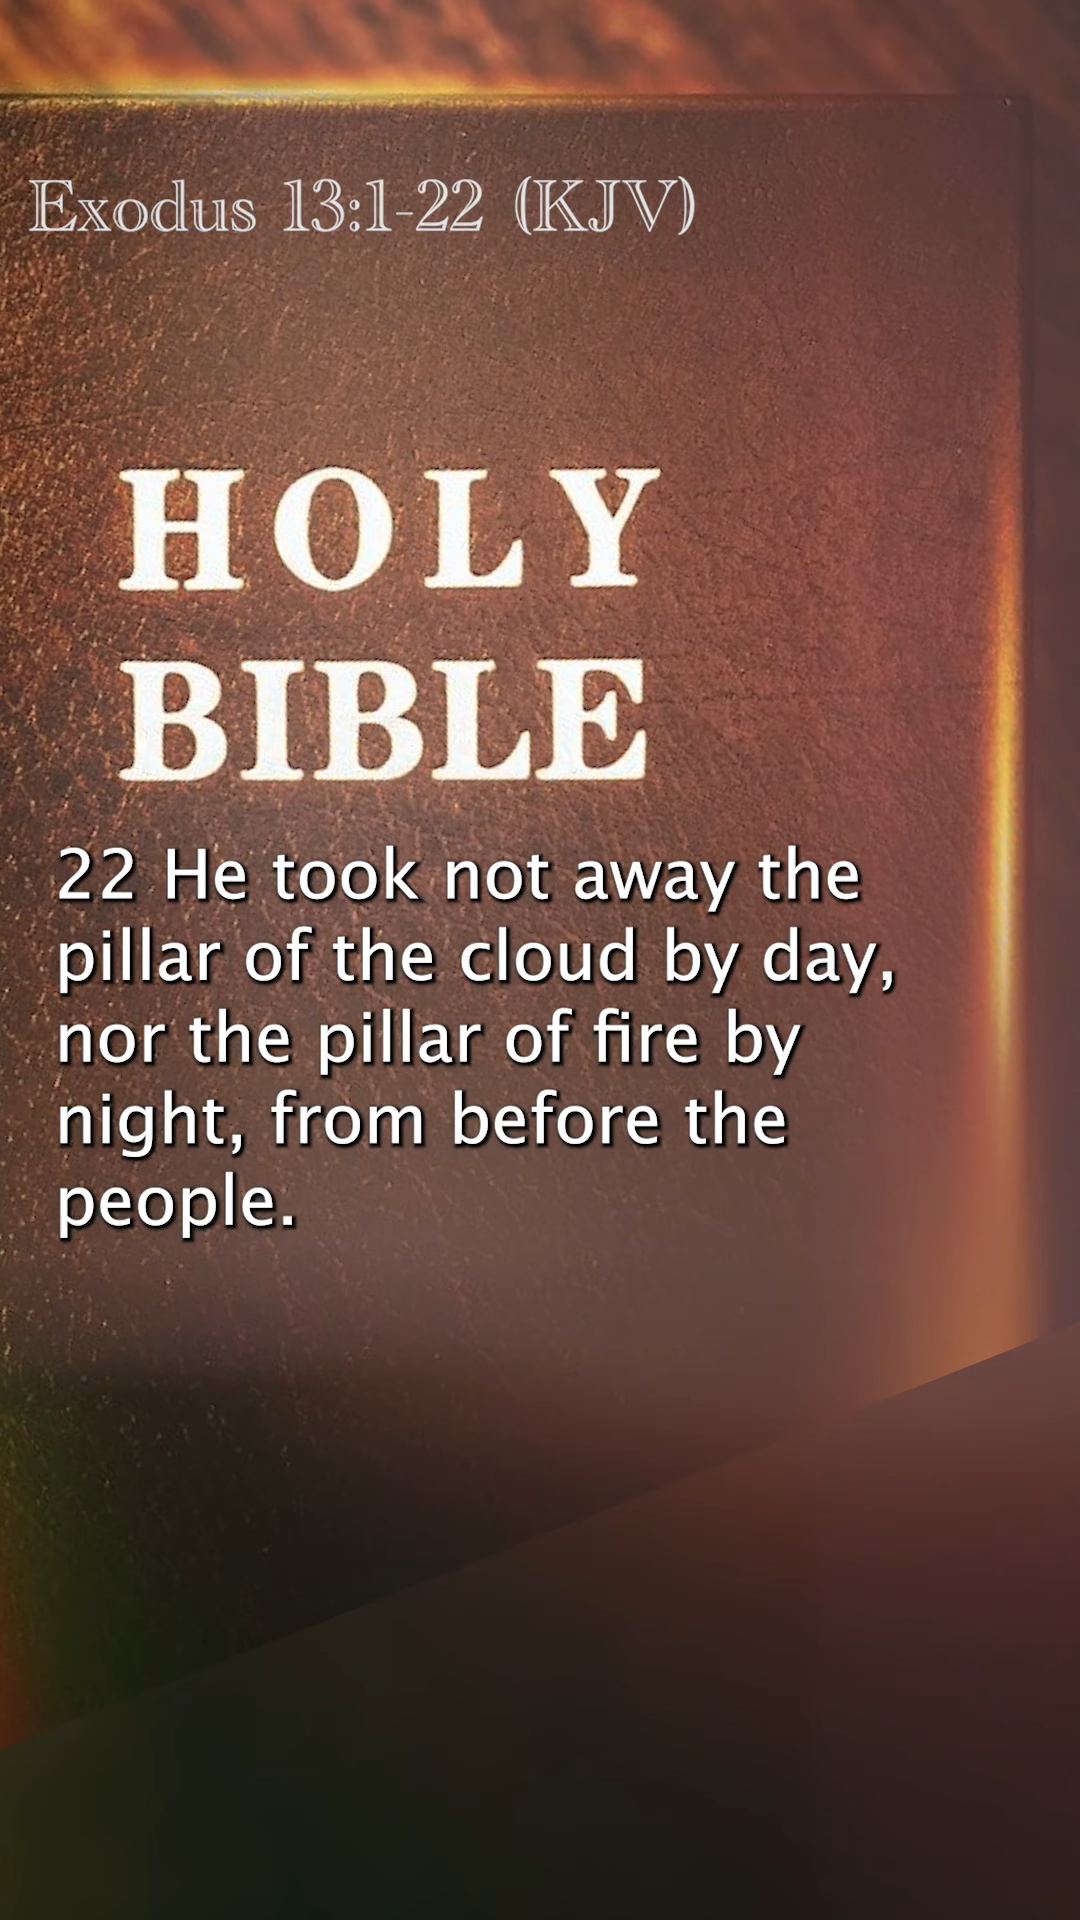 Exodus 13:1-22 (KJV)
HOLY
BIBLE
22 He took not away the
pillar of the cloud by day,
nor the pillar of fire by
night, from before the
people.